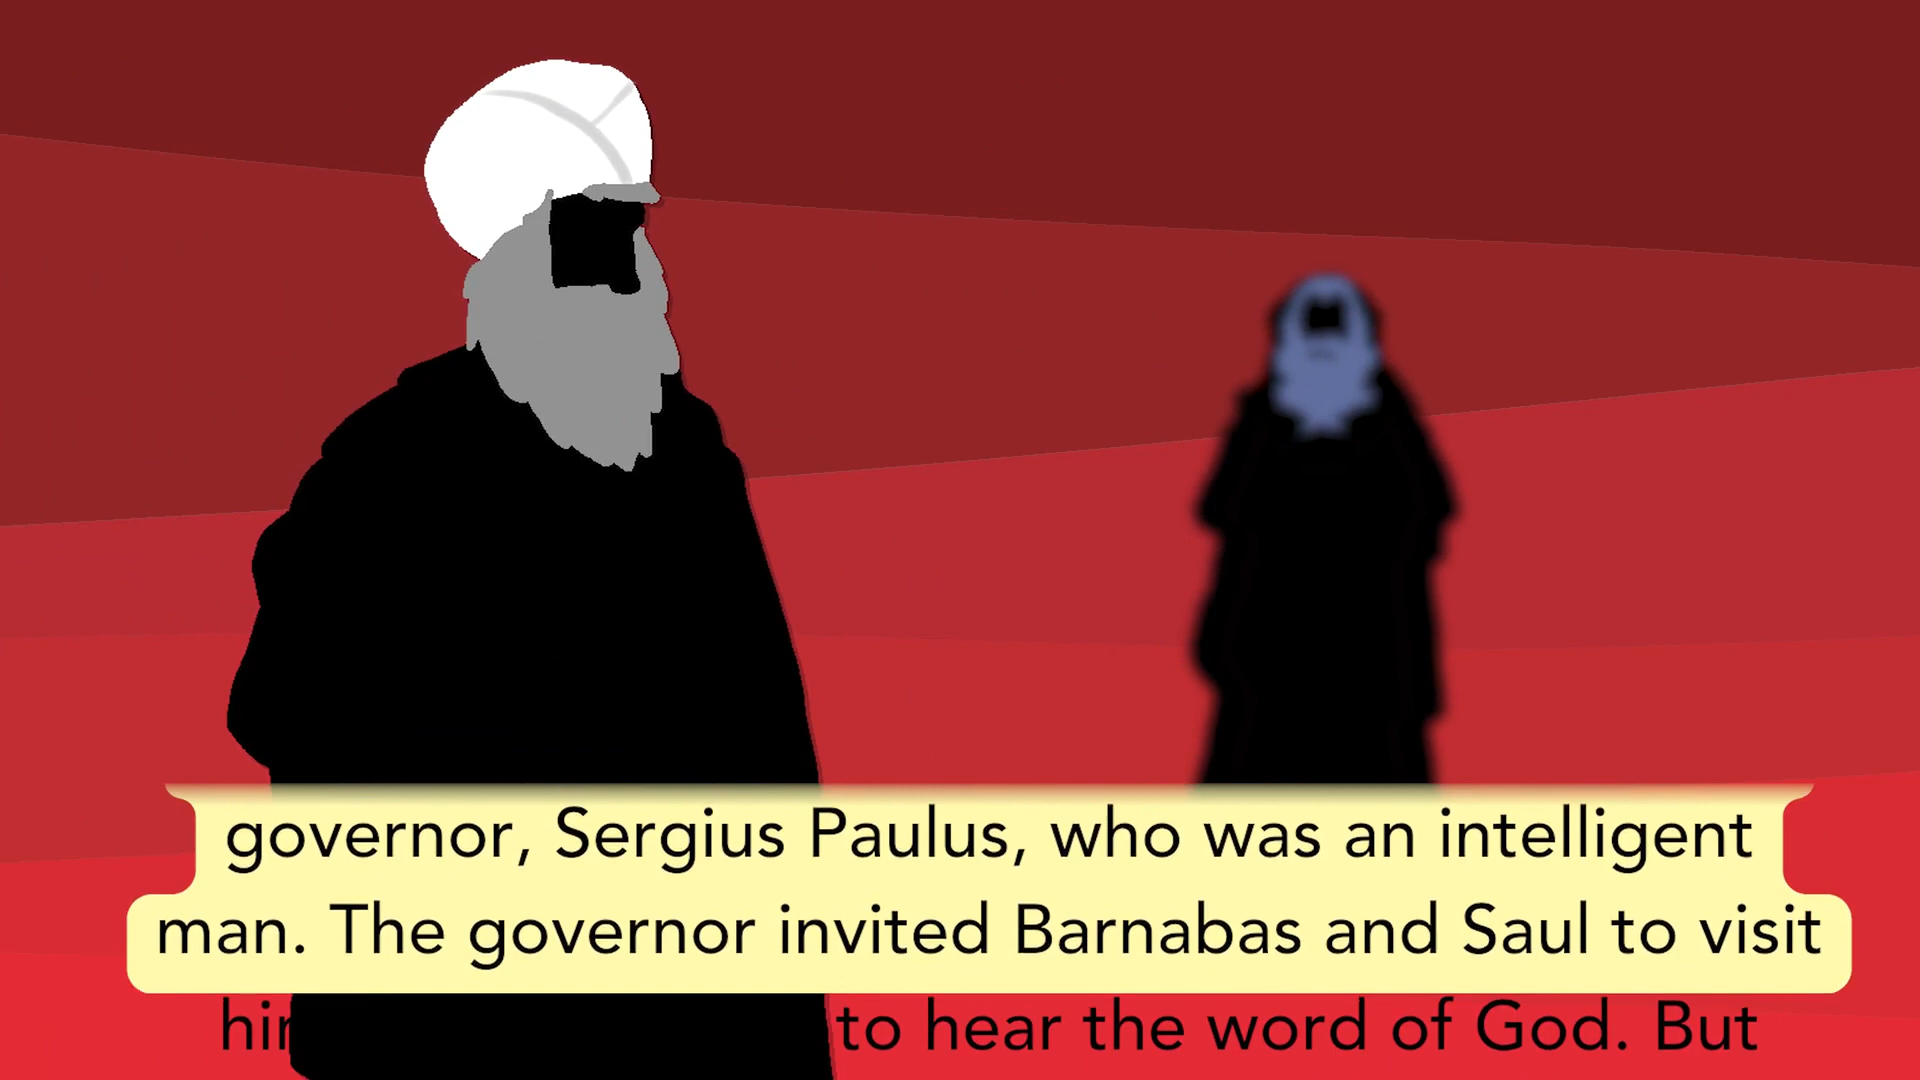 governor, Sergius Paulus, who was an intelligent
man. The governor invited Barnabas and Saul to visit
to hear the word of God. But